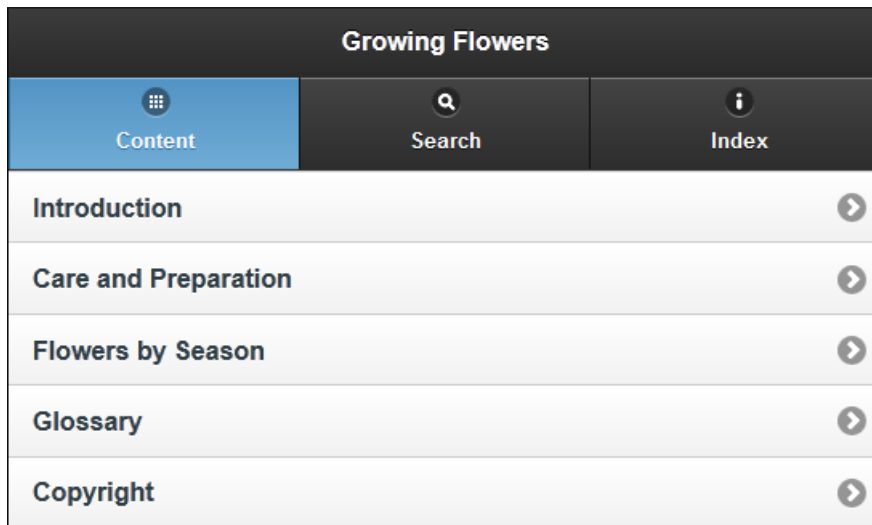 Growing Flowers
Content
Search
Index
Introduction
Care and Preparation
Flowers by Season
Glossary
Copyright